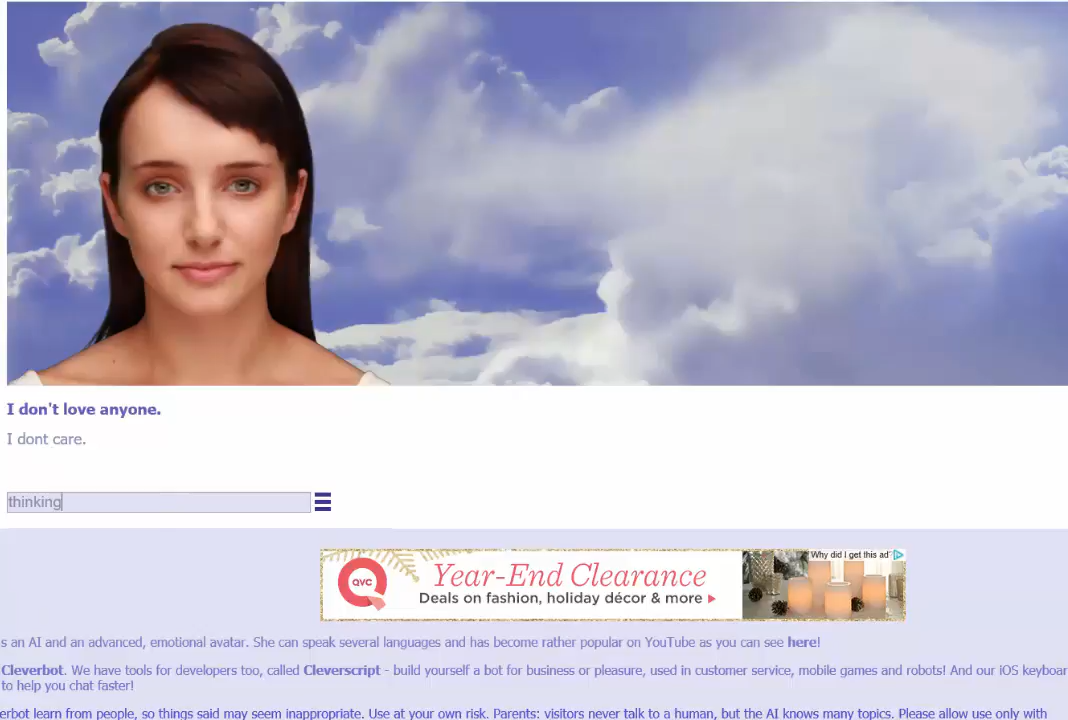 I don't love anyone.
I dont care.
thinking
Why did I get this ad?
QVC
Year-End Clearance
Deals on fashion, holiday décor & more
s an AI and an advanced, emotional avatar. She can speak several languages and has become rather popular on YouTube as you can see here!
Cleverbot. We have tools for developers too, called Cleverscript - build yourself a bot for business or pleasure, used in customer service, mobile games and robots! And our iOS keyboar
to help you chat faster!
erbot learn from people, so things said may seem inappropriate. Use at your own risk. Parents: visitors never talk to a human, but the AI knows many topics. Please allow use only with